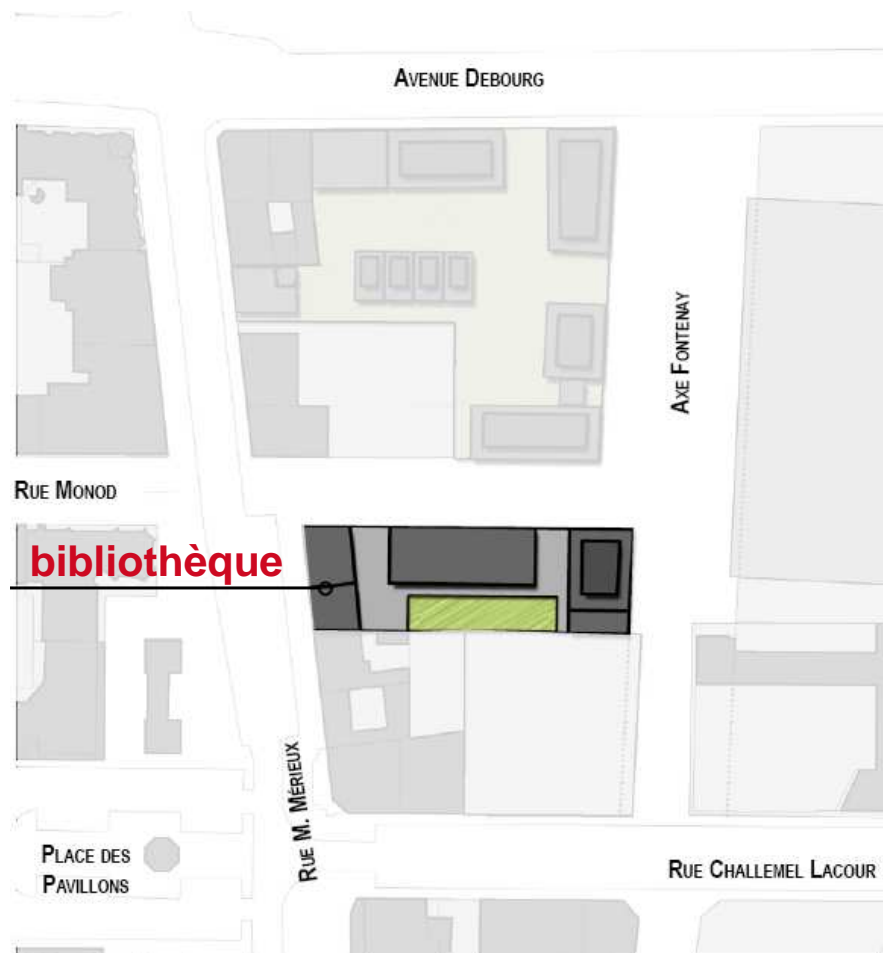 AVENUE DEBOURG
AXE FONTENAY
RUE MONOD
bibliothèque
RUE M. MÉRIEUX
PLACE DES
PAVILLONS
RUE CHALLEMEL LACOUR